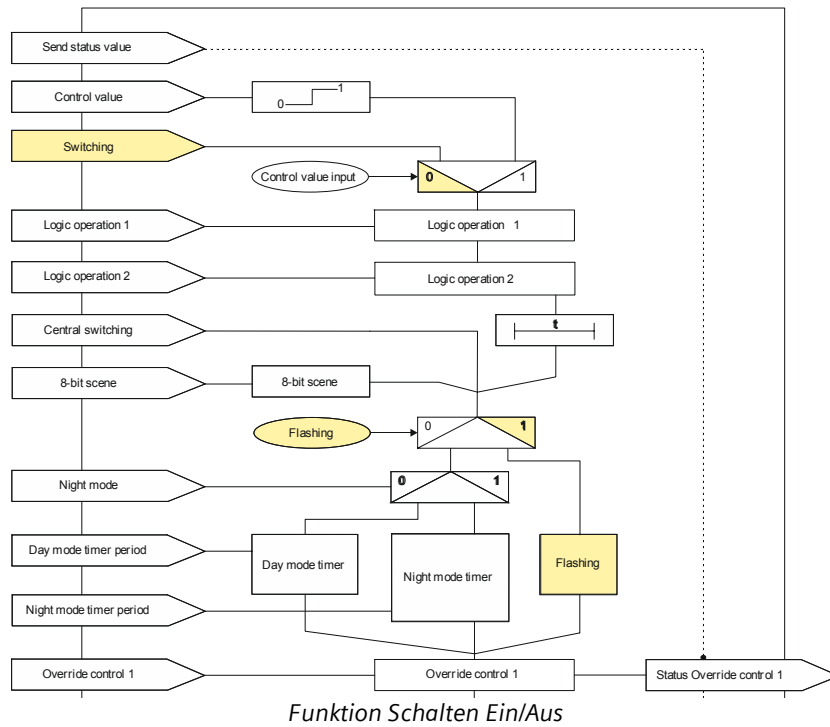 Send status value
Control value
0 1
Switching
Control value input
0 1
Logic operation 1
Logic operation 1
Logic operation 2
Logic operation 2
Central switching
t
8-bit scene
8-bit scene
Flashing
0 1
Night mode
0 1
Day mode timer period
Day mode timer
Night mode timer
Flashing
Night mode timer period
Override control 1
Override control 1
Status Override control 1
Funktion Schalten Ein/Aus